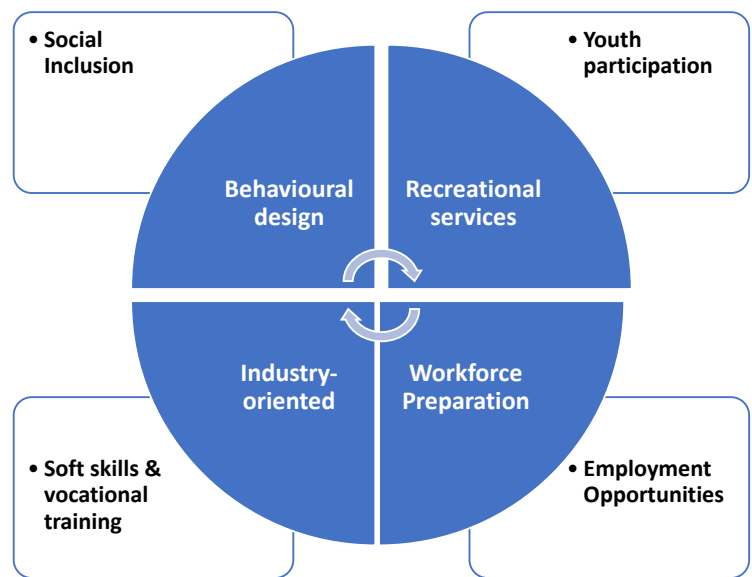 • Social
Inclusion
• Youth
participation
Behavioural
design
Recreational
services
Industry-
oriented
Workforce
Preparation
• Soft skills &
vocational
training
• Employment
Opportunities